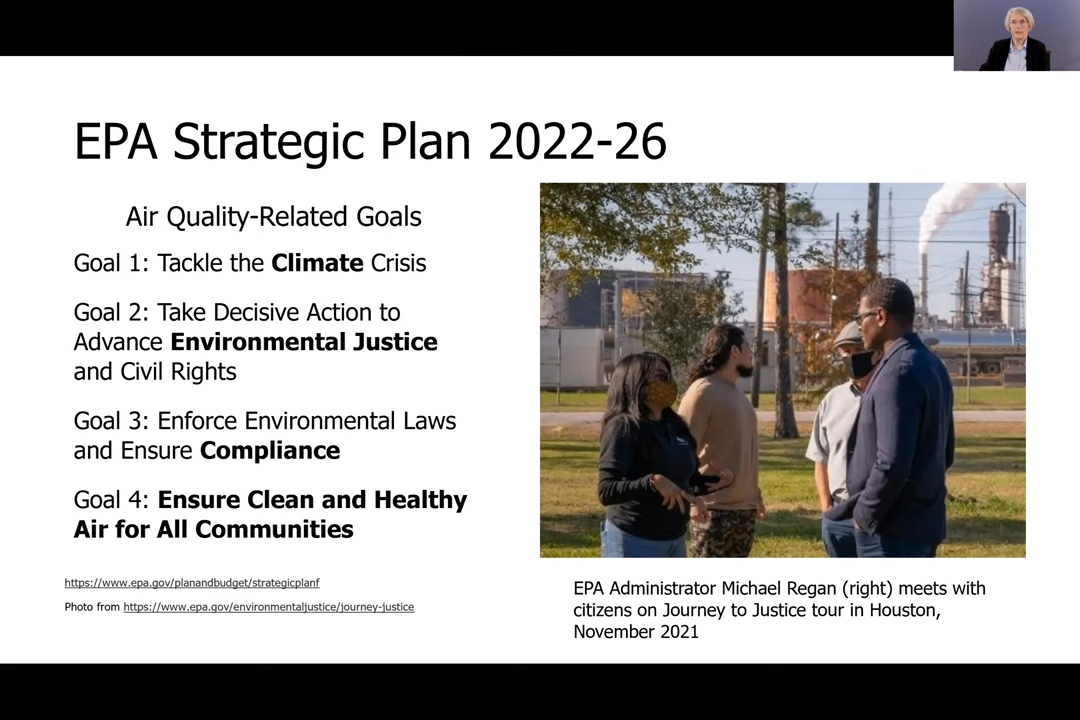 EPA Strategic Plan 2022-26
Air Quality-Related Goals
Goal 1: Tackle the Climate Crisis
Goal 2: Take Decisive Action to
Advance Environmental Justice
and Civil Rights
Goal 3: Enforce Environmental Laws
and Ensure Compliance
Goal 4: Ensure Clean and Healthy
Air for All Communities
https://www.epa.gov/planandbudget/strategicplanf
Photo from https://www.epa.gov/environmentaljustice/journey-justice
EPA Administrator Michael Regan (right) meets with
citizens on Journey to Justice tour in Houston,
November 2021